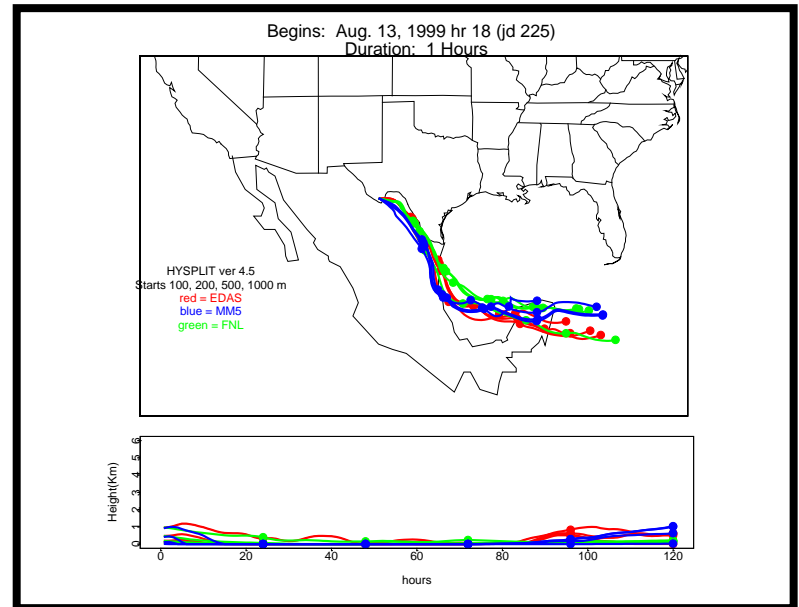 Begins:  Aug. 13, 1999 hr 18 (jd 225)
Duration:  1 Hours
HYSPLIT ver 4.5
Starts 100, 200, 500, 1000 m
red = EDAS
blue = MM5
green = FNL
Height(Km)
6
5
4
3
2
1
0
0 20 40 60 80 100 120
hours